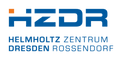 HZDR
HELMHOLTZ ZENTRUM
DRESDEN ROSSENDORF